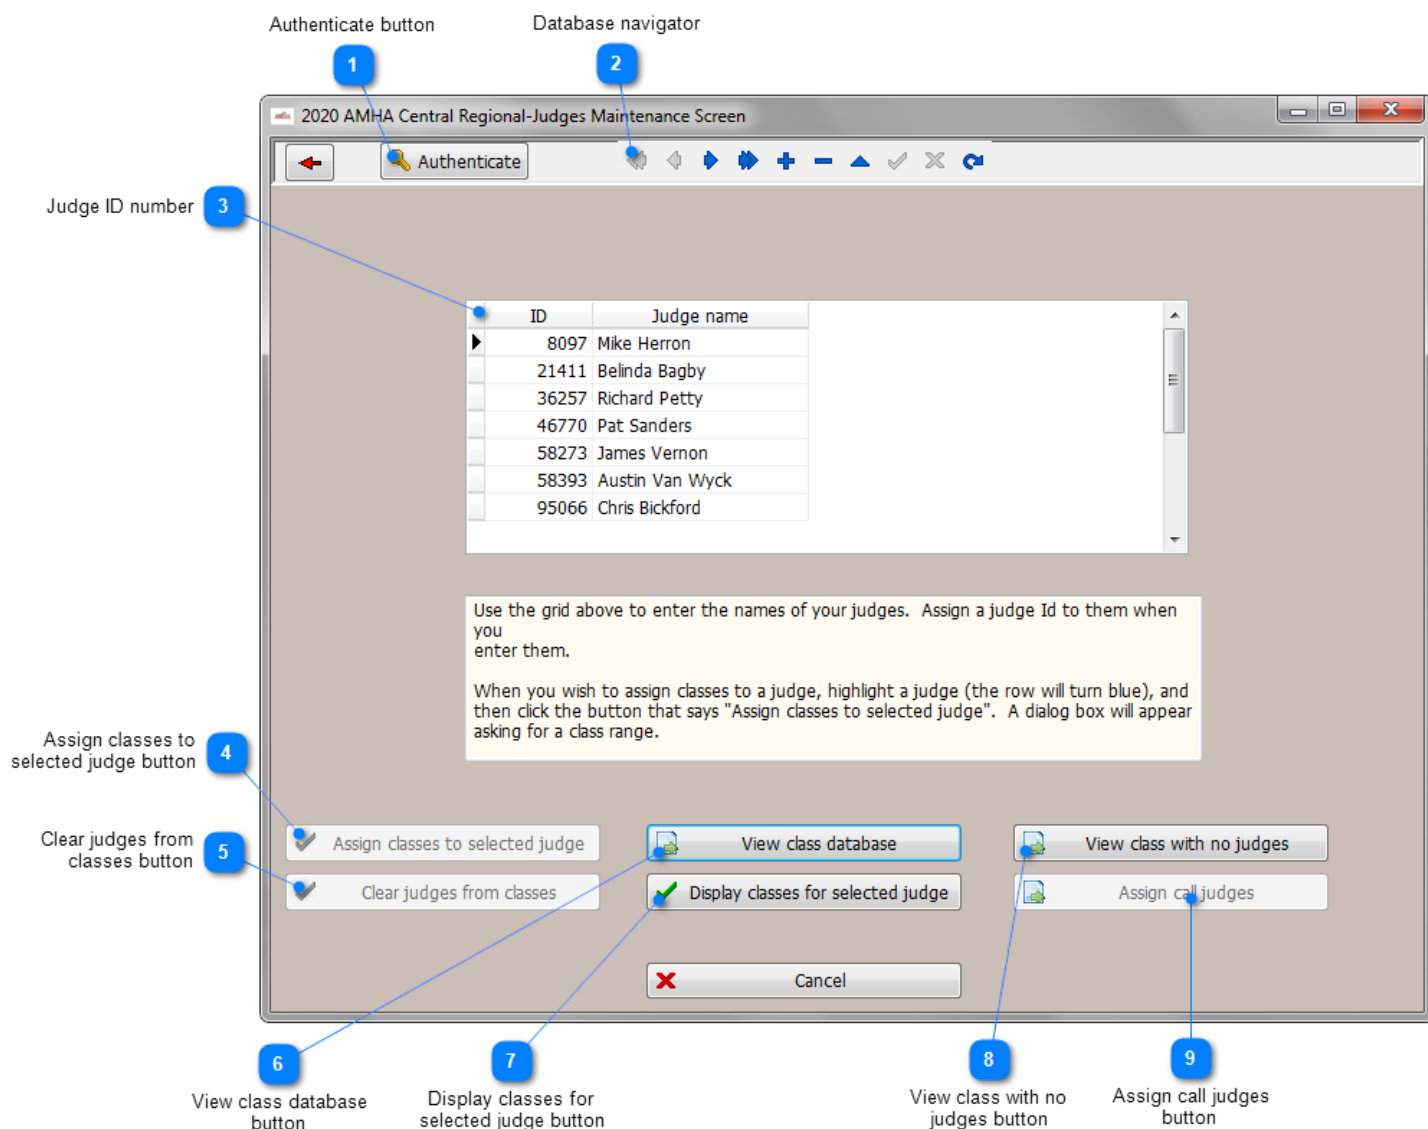 Authenticate button
Database navigator
1
2
2020 AMHA Central Regional-Judges Maintenance Screen
Authenticate
Judge ID number
3
ID Judge name
8097 Mike Herron
21411 Belinda Bagby
36257 Richard Petty
46770 Pat Sanders
58273 James Vernon
58393 Austin Van Wyck
95066 Chris Bickford
Use the grid above to enter the names of your judges. Assign a judge Id to them when
you
enter them.
When you wish to assign classes to a judge, highlight a judge (the row will turn blue), and
then click the button that says "Assign classes to selected judge". A dialog box will appear
asking for a class range.
Assign classes to
selected judge button
4
Clear judges from
classes button
5
Assign classes to selected judge
View class database
View class with no judges
Clear judges from classes
Display classes for selected judge
Assign call judges
Cancel
6
7
8
9
View class database
button
Display classes for
selected judge button
View class with no
judges button
Assign call judges
button